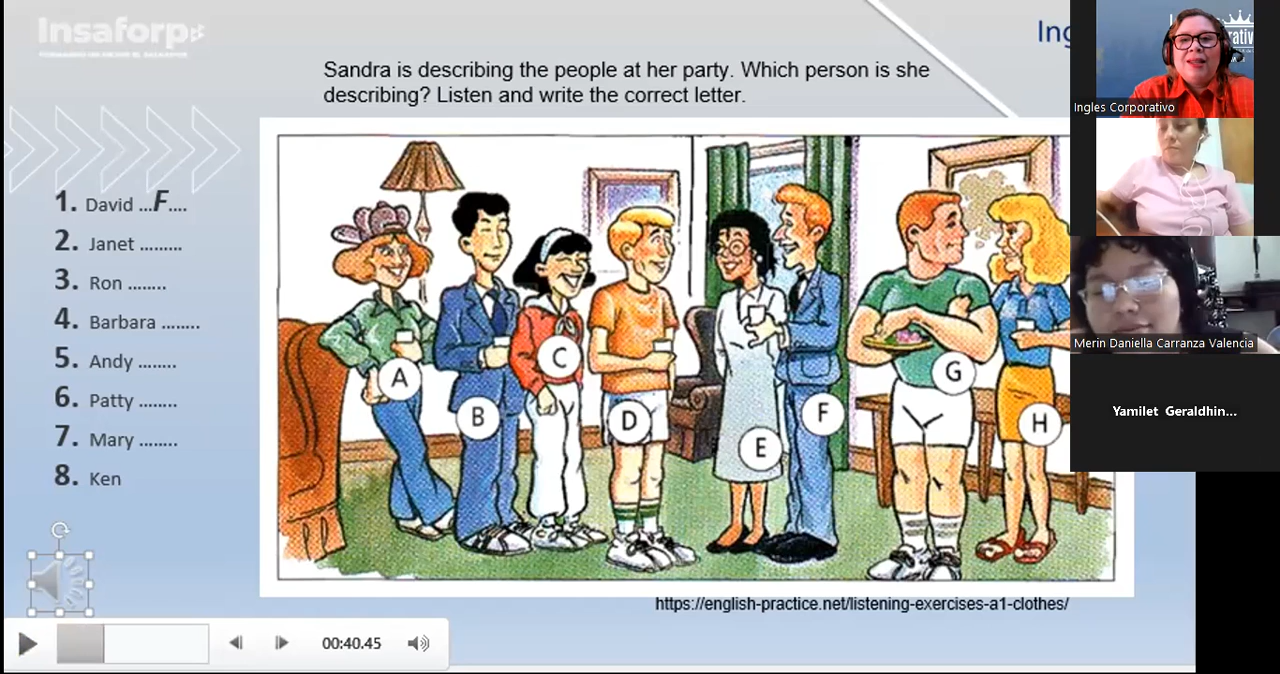 Insaforp
Ing
Sandra is describing the people at her party. Which person is she
describing? Listen and write the correct letter.
1. David ...F....
2. Janet .........
3. Ron ........
4. Barbara ........
5. Andy ........
6. Patty ........
7. Mary ........
8. Ken
A
B
C
D
E
F
G
H
https://english-practice.net/listening-exercises-a1-clothes/
00:40.45
Ingles Corporativo
Merin Daniella Carranza Valencia
Yamilet Geraldhin...